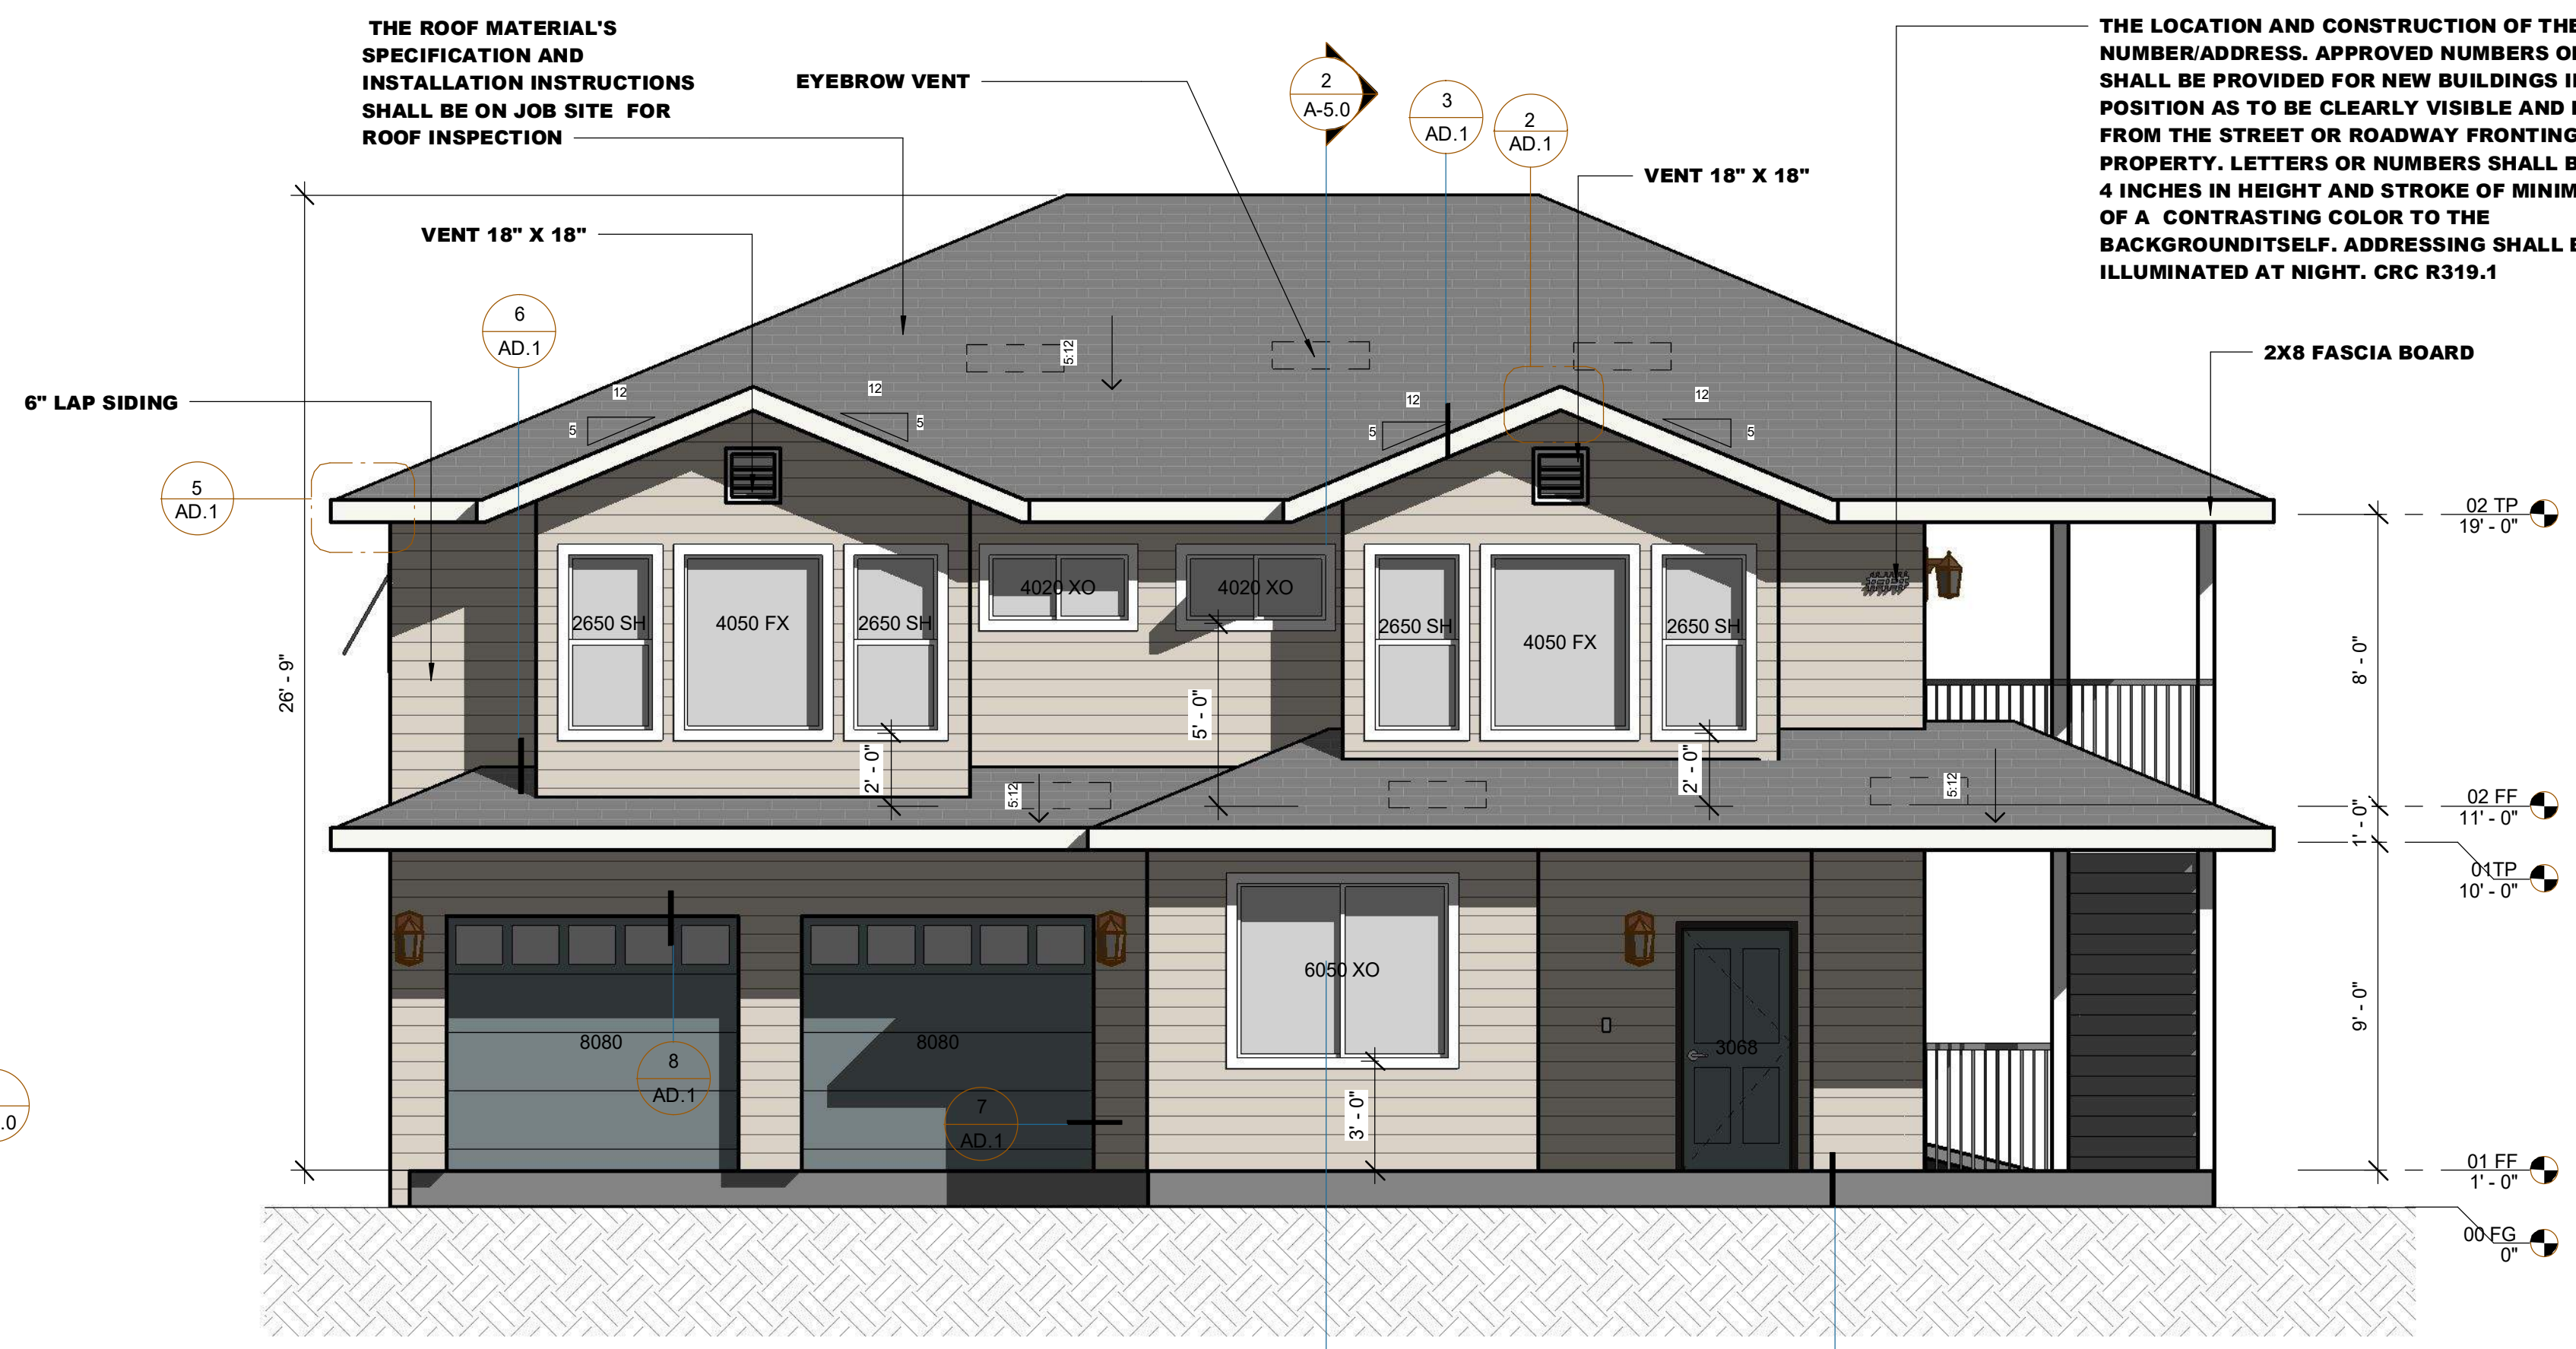 THE ROOF MATERIAL'S
SPECIFICATION AND
INSTALLATION INSTRUCTIONS
SHALL BE ON JOB SITE FOR
ROOF INSPECTION
EYEBROW VENT
2
A-5.0
3
AD.1
2
AD.1
VENT 18" X 18"
THE LOCATION AND CONSTRUCTION OF THE
NUMBER/ADDRESS. APPROVED NUMBERS
SHALL BE PROVIDED FOR NEW BUILDINGS
POSITION AS TO BE CLEARLY VISIBLE AND
FROM THE STREET OR ROADWAY FRONTING
PROPERTY. LETTERS OR NUMBERS SHALL
4 INCHES IN HEIGHT AND STROKE OF
OF A CONTRASTING COLOR TO THE
BACKGROUNDITSELF. ADDRESSING SHALL
ILLUMINATED AT NIGHT. CRC R319.1
VENT 18" X 18"
6
AD.1
2X8 FASCIA BOARD
6" LAP SIDING
5:12
12
5
12
5
12
5
12
5
5
AD.1
02 TP
19' - 0"
4020 XO
4020 XO
2650 SH
4050 FX
2650 SH
2650 SH
4050 FX
2650 SH
26' - 9"
8' - 0"
5' - 0"
2' - 0"
2' - 0"
5:12
5:12
02 FF
11' - 0"
1' - 0"
01TP
10' - 0"
6050 XO
9' - 0"
8080
8080
3068
8
AD.1
7
AD.1
3' - 0"
.0
01 FF
1' - 0"
00 FG
0"